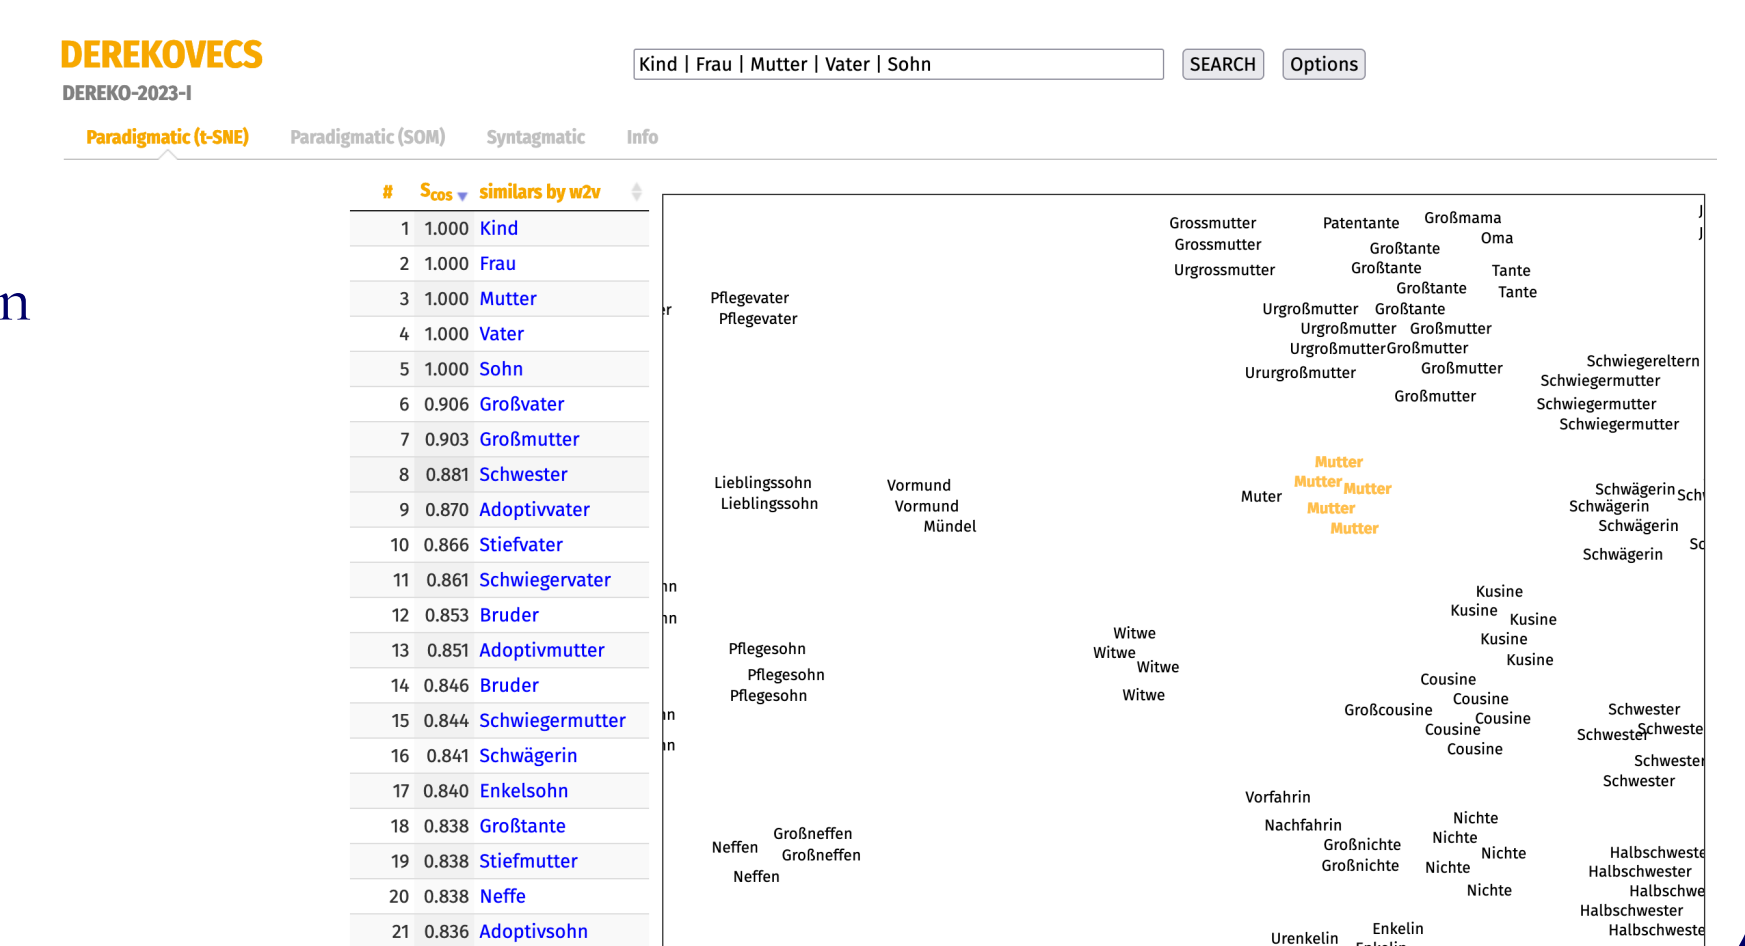 DEREKOVECS
DEREKO-2023-I
Kind | Frau | Mutter | Vater | Sohn
SEARCH
Options
Paradigmatic (t-SNE)
Paradigmatic (SOM)
Syntagmatic
Info
n
# Scos similars by w2v
1 1.000 Kind
2 1.000 Frau
3 1.000 Mutter
4 1.000 Vater
5 1.000 Sohn
6 0.906 Großvater
7 0.903 Großmutter
8 0.881 Schwester
9 0.870 Adoptivvater
10 0.866 Stiefvater
11 0.861 Schwiegervater
12 0.853 Bruder
13 0.851 Adoptivmutter
14 0.846 Bruder
15 0.844 Schwiegermutter
16 0.841 Schwägerin
17 0.840 Enkelsohn
18 0.838 Großtante
19 0.838 Stiefmutter
20 0.838 Neffe
21 0.836 Adoptivsohn
Grossmutter
Patentante
Großmama
Grossmutter
Oma
Großtante
Urgrossmutter
Großtante
Tante
Großtante
Tante
Pflegevater
Pflegevater
Urgroßmutter
Großtante
Urgroßmutter
Großmutter
Urgroßmutter
Großmutter
Ururgroßmutter
Großmutter
Großmutter
Schwiegereltern
Schwiegermutter
Schwiegermutter
Schwiegermutter
Mutter
Mutter
Mutter
Muter
Mutter
Mutter
Lieblingssohn
Lieblingssohn
Vormund
Vormund
Mündel
Schwägerin
Schwägerin
Schwägerin
Schwägerin
Kusine
Kusine
Kusine
Kusine
Kusine
Witwe
Witwe
Witwe
Witwe
Pflegesohn
Pflegesohn
Pflegesohn
Cousine
Cousine
Großcousine
Cousine
Cousine
Cousine
Schwester
Schweste
Schwester
Schwester
Schwester
Vorfahrin
Nachfahrin
Großnichte
Großnichte
Nichte
Nichte
Nichte
Nichte
Nichte
Großneffen
Neffen
Großneffen
Neffen
Halbschweste
Halbschwester
Halbschwe
Halbschwester
Halbschweste
Enkelin
Urenkelin